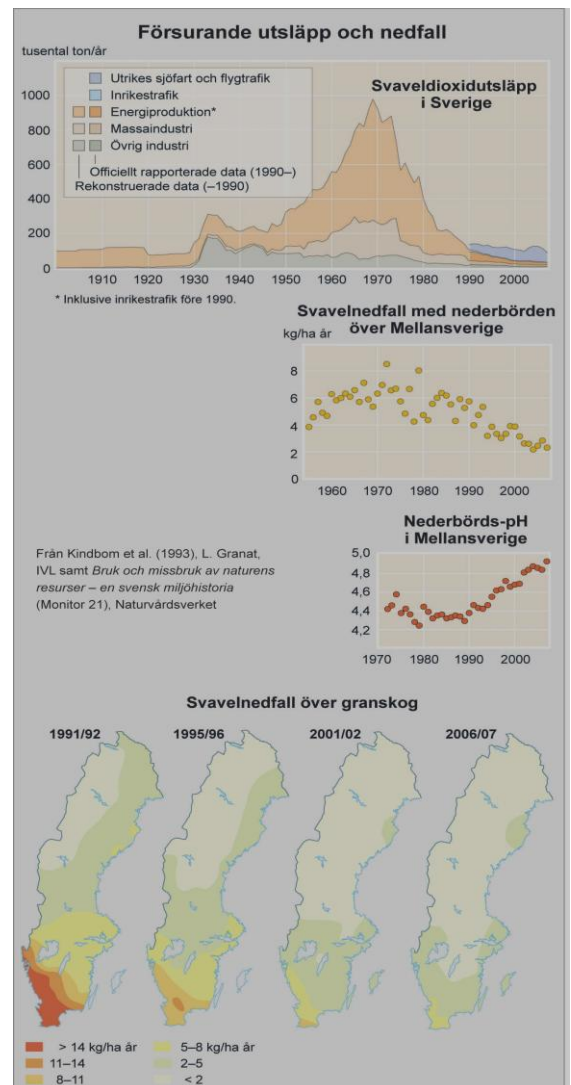 Försurande utsläpp och nedfall
tusental ton/år
Svaveldioxidutsläpp
i Sverige
Utrikes sjöfart och flygtrafik
Inrikestrafik
Energiproduktion*
Massaindustri
Övrig industri
Officiellt rapporterade data (1990–)
Rekonstruerade data (–1990)
1000
800
600
400
200
0
1910 1920 1930 1940 1950 1960 1970 1980 1990 2000
* Inklusive inrikestrafik före 1990.
Svavelnedfall med nederbörden
över Mellansverige
kg/ha år
8
6
4
2
0
1960 1970 1980 1990 2000
Nederbörds-pH
i Mellansverige
5,0
4,8
4,6
4,4
4,2
1970 1980 1990 2000
Från Kindbom et al. (1993), L. Granat,
IVL samt Bruk och missbruk av naturens
resurser – en svensk miljöhistoria
(Monitor 21), Naturvårdsverket
Svavelnedfall över granskog
1991/92 1995/96 2001/02 2006/07
> 14 kg/ha år
11–14
8–11
5–8 kg/ha år
2–5
< 2